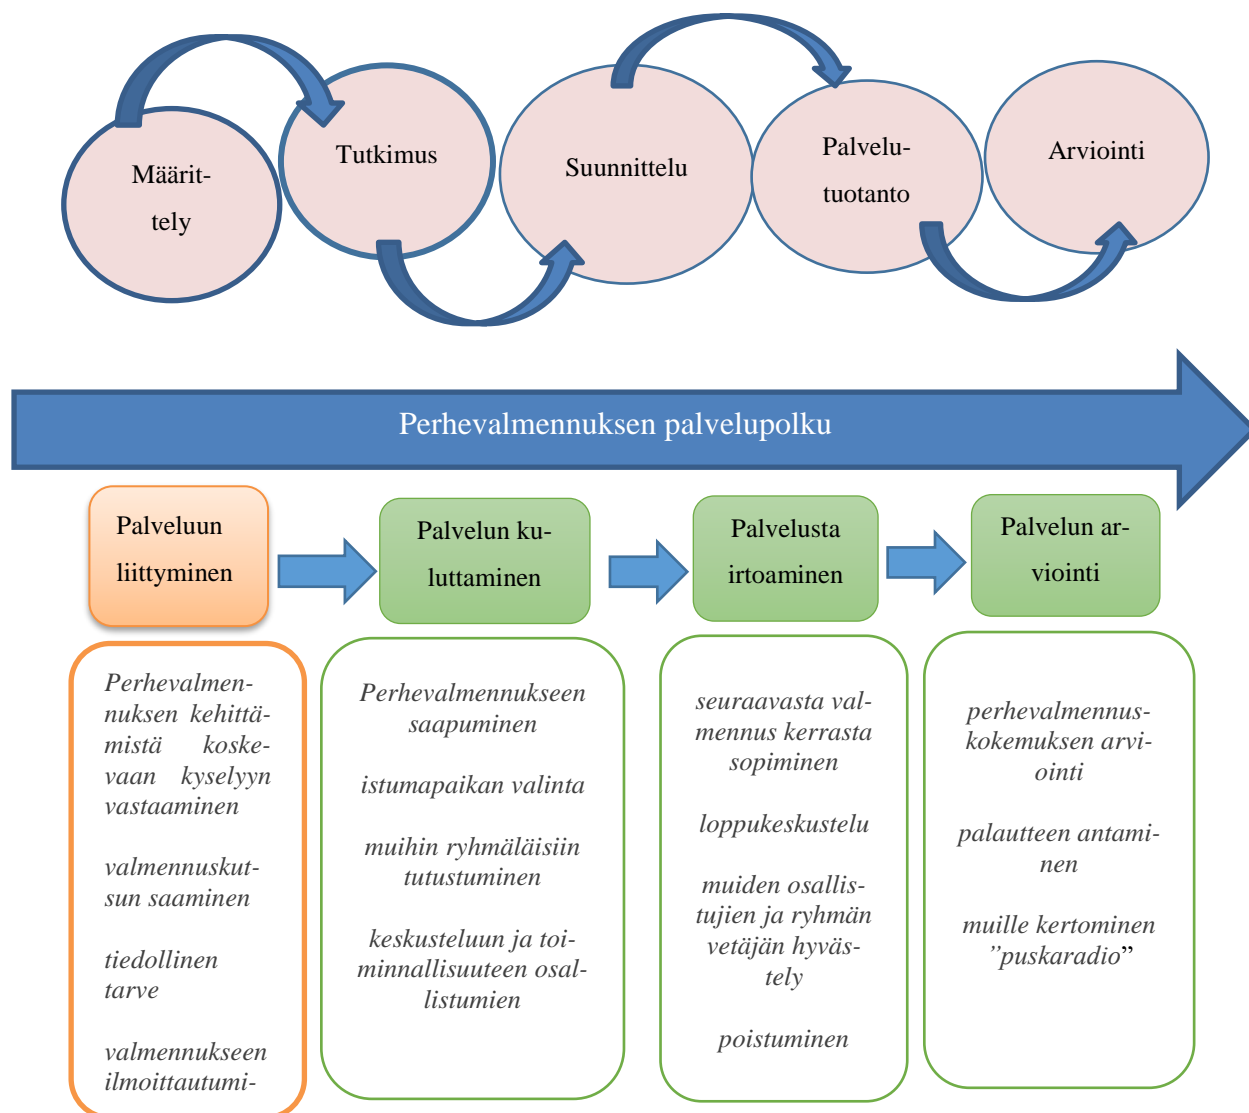 Määrit-
tely
Tutkimus
Suunnittelu
Palvelu-
tuotanto
Arviointi
Perhevalmennuksen palvelupolku
Palveluun
liittyminen
Palvelun ku-
luttaminen
Palvelusta
irtoaminen
Palvelun ar-
viointi
Perhevalmen-
nuksen kehittä-
mistä koske-
vaan kyselyyn
vastaaminen
valmennuskut-
sun saaminen
tiedollinen
tarve
valmennukseen
ilmoittautumi-
Perhevalmennukseen
saapuminen
istumapaikan valinta
muihin ryhmäläisiin
tutustuminen
keskusteluun ja toi-
minnallisuuteen osal-
listumien
seuraavasta val-
mennus kerrasta
sopiminen
loppukeskustelu
muiden osallis-
tujien ja ryhmän
vetäjän hyväs-
tely
poistuminen
perhevalmennus-
kokemuksen arvi-
ointi
palautteen antami-
nen
muille kertominen
”puskaradio”